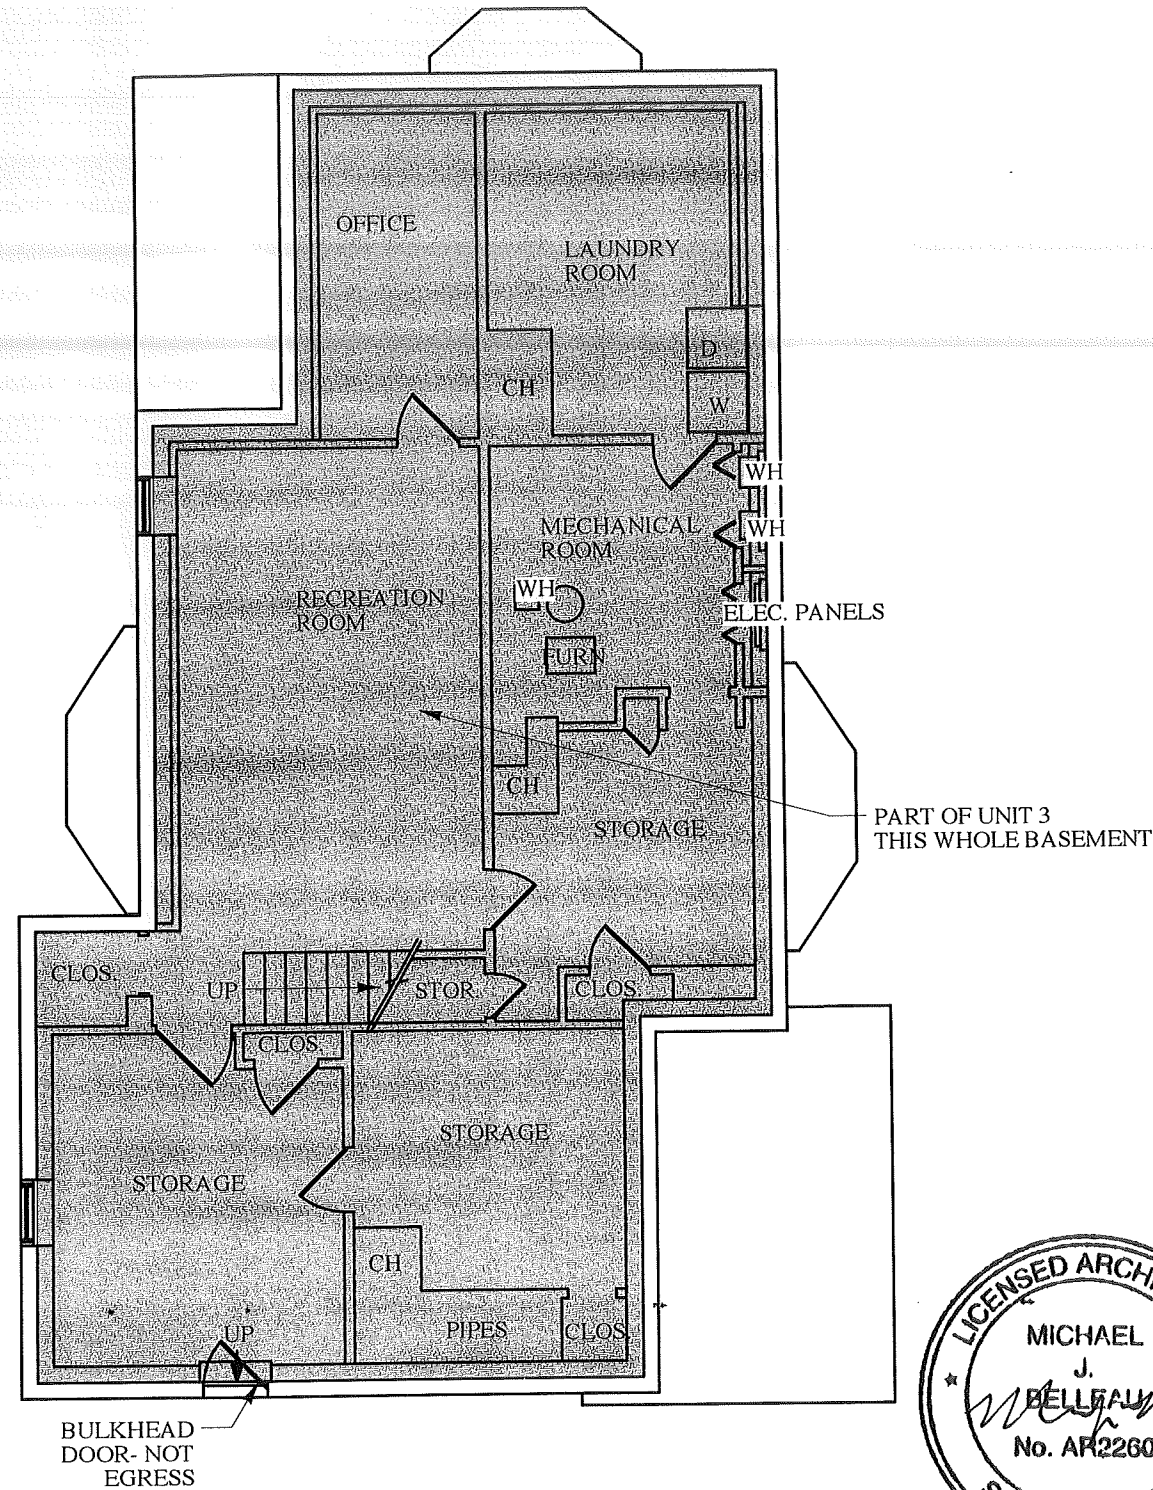 OFFICE
LAUNDRY
ROOM
D
CH
W
WH
MECHANICAL
ROOM
WH
WH
RECREATION
ROOM
ELEC. PANELS
FURN
CH
PART OF UNIT 3
THIS WHOLE BASEMENT
STORAGE
CLOS.
UP
STOR.
CLOS.
CLOS.
STORAGE
STORAGE
CH
UP
PIPES
CLOS.
BULKHEAD
DOOR- NOT
EGRESS
LICENSED ARCHI
MICHAEL
J.
BELLEAU
No. AR2260